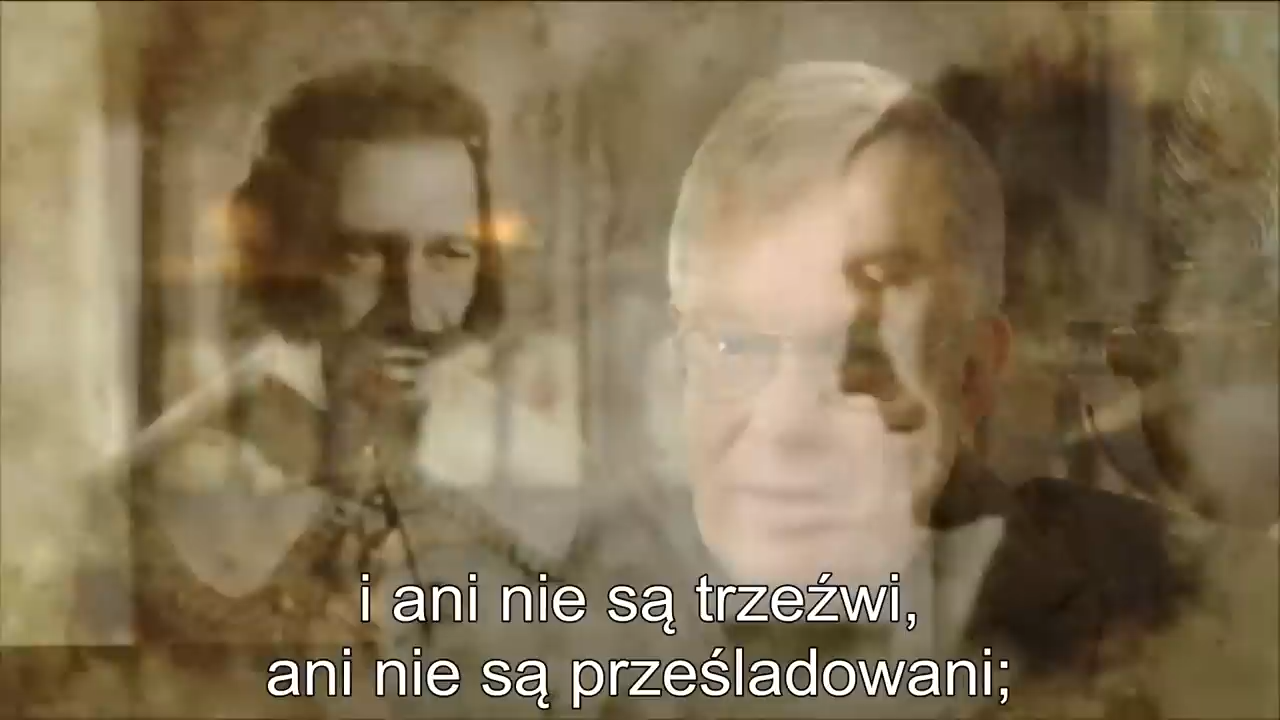 i ani nie są trzeźwi,
ani nie są prześladowani;